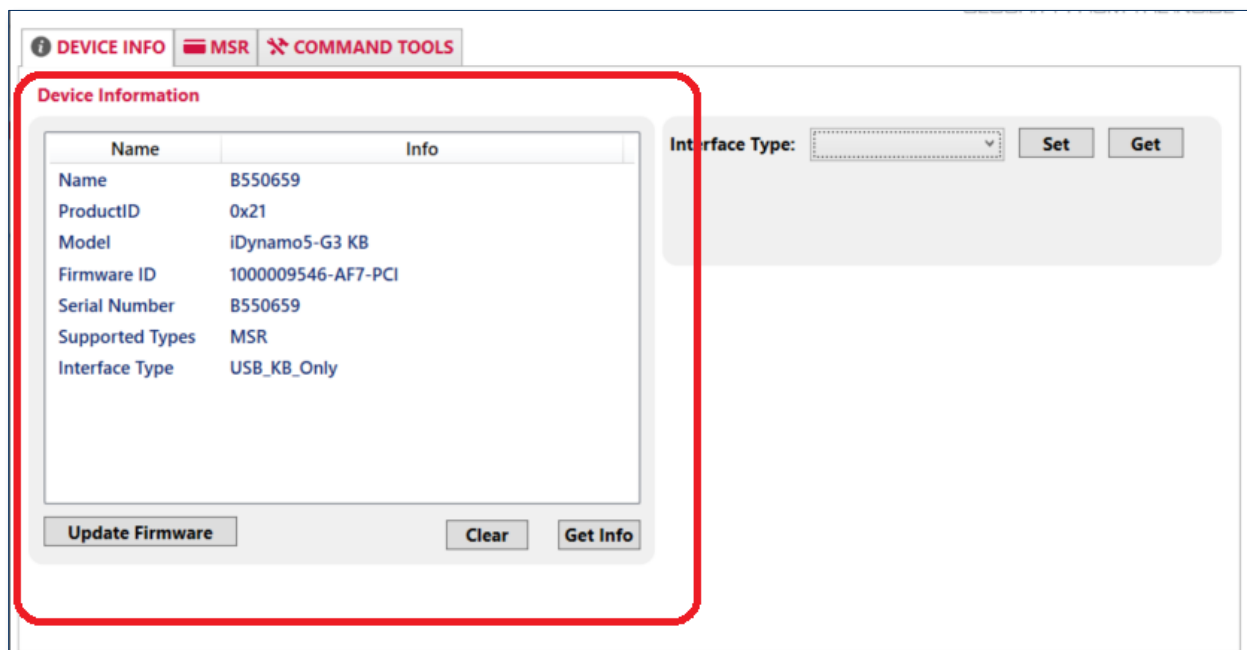 DEVICE INFO MSR COMMAND TOOLS
Device Information
Name Info
Name B550659
ProductID 0x21
Model iDynamo5-G3 KB
Firmware ID 1000009546-AF7-PCI
Serial Number B550659
Supported Types MSR
Interface Type USB_KB_Only
Update Firmware Clear Get Info
Interface Type: Set Get